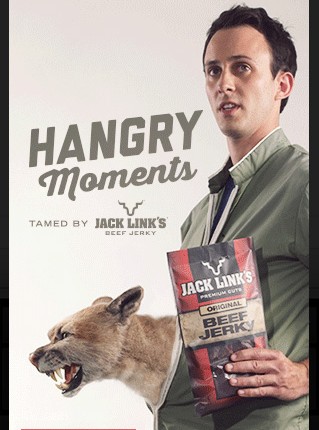 HANGRY
Moments
TAMED BY JACK LINK'S
BEEF JERKY
JACK LINK'S
PREMIUM CUTS
ORIGINAL
BEEF
JERKY